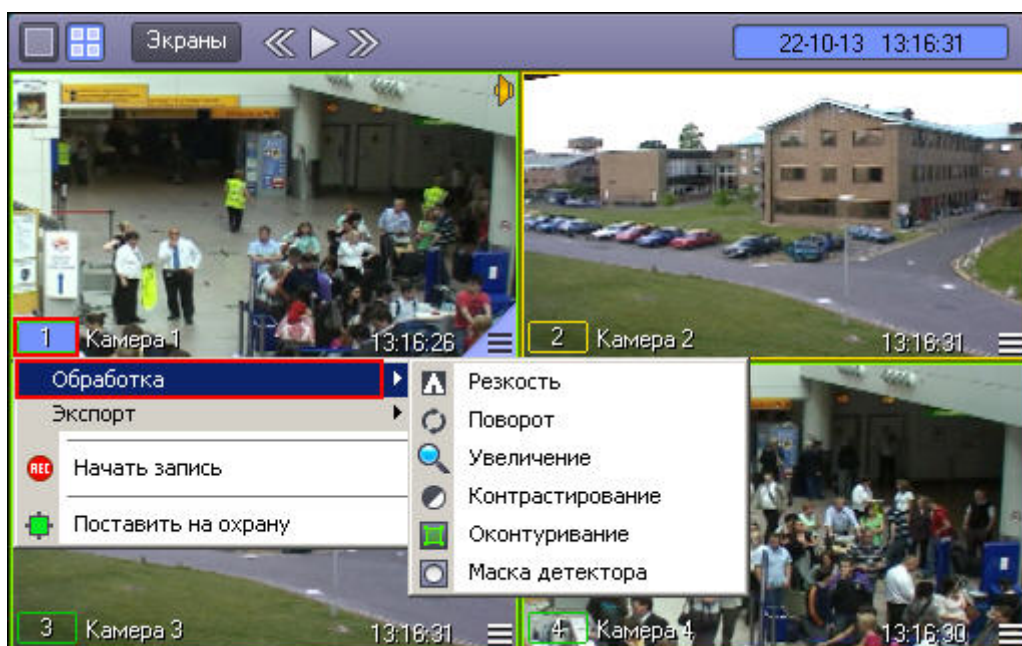 Экраны
22-10-13 13:16:31
1 Камера 1 13:16:26
2 Камера 2 13:16:31
Обработка
Экспорт
REC Начать запись
Поставить на охрану
Резкость
Поворот
Увеличение
Контрастирование
Оконтуривание
Маска детектора
3 Камера 3 13:16:31
4 Камера 4 13:16:30